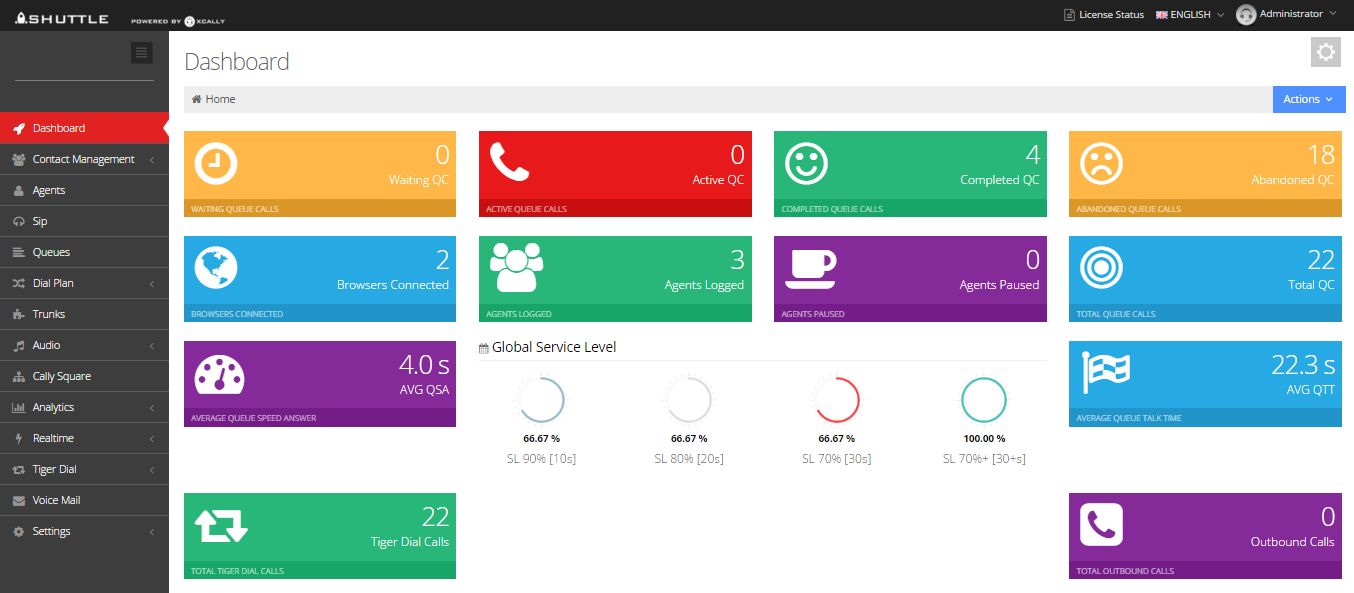 SHUTTLE POWERED BY XCALLY License Status ENGLISH Administrator
Dashboard
Home Actions
Dashboard
Contact Management
Agents
Sip
Queues
Dial Plan
Trunks
Audio
Cally Square
Analytics
Realtime
Tiger Dial
Voice Mail
Settings
0
Waiting QC
WAITING QUEUE CALLS
0
Active QC
ACTIVE QUEUE CALLS
4
Completed QC
COMPLETED QUEUE CALLS
18
Abandoned QC
ABANDONED QUEUE CALLS
2
Browsers Connected
BROWSERS CONNECTED
3
Agents Logged
AGENTS LOGGED
0
Agents Paused
AGENTS PAUSED
22
Total QC
TOTAL QUEUE CALLS
4.0 s
AVG QSA
AVERAGE QUEUE SPEED ANSWER
Global Service Level
66.67 %
SL 90% [10s]
66.67 %
SL 80% [20s]
66.67 %
SL 70% [30s]
100.00 %
SL 70%+ [30+s]
22.3 s
AVG QTT
AVERAGE QUEUE TALK TIME
22
Tiger Dial Calls
TOTAL TIGER DIAL CALLS
0
Outbound Calls
TOTAL OUTBOUND CALLS